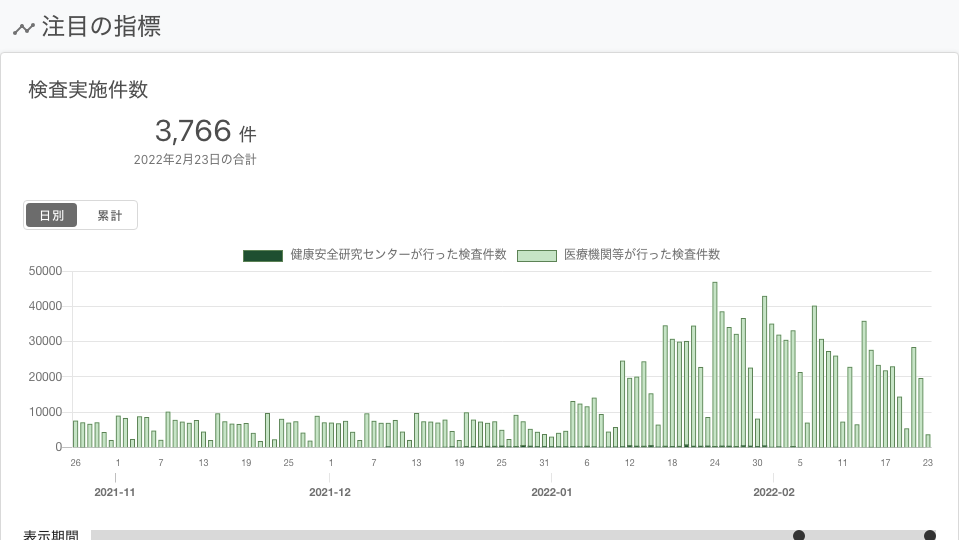 注目の指標
検査実施件数
3,766 件
2022年2月23日の合計
日別 累計
健康安全研究センターが行った検査件数 医療機関等が行った検査件数
50000
40000
30000
20000
10000
0
26 1 7 13 19 25 1 7 13 19 25 31 6 12 18 24 30 5 11 17 23
2021-11 2021-12 2022-01 2022-02
表示期間